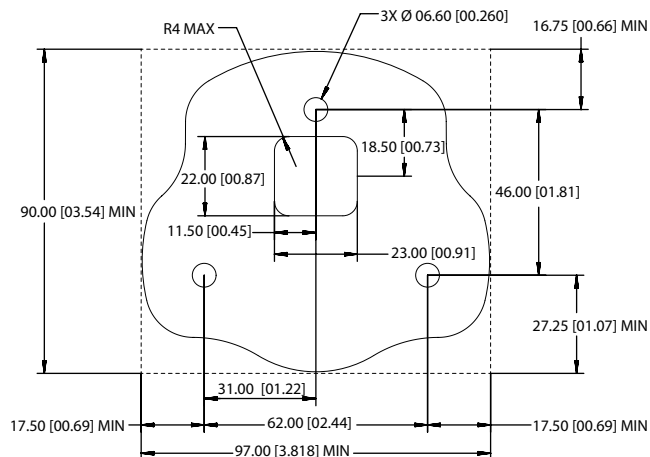 3X Ø 06.60 [00.260]
16.75 [00.66] MIN
R4 MAX
18.50 [00.73]
22.00 [00.87]
46.00 [01.81]
90.00 [03.54] MIN
11.50 [00.45]
23.00 [00.91]
27.25 [01.07] MIN
31.00 [01.22]
17.50 [00.69] MIN
62.00 [02.44]
17.50 [00.69] MIN
97.00 [3.818] MIN